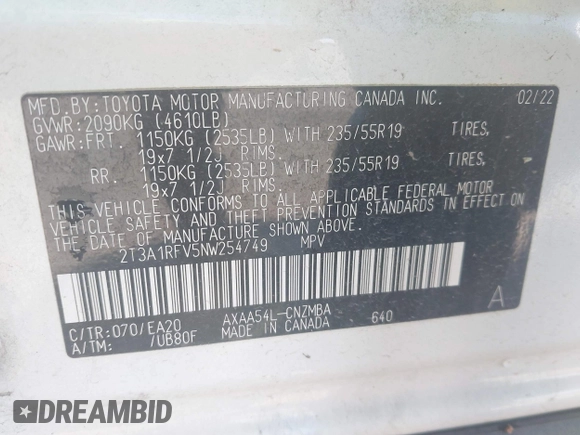 MFD.BY:TOYOTA MOTOR MANUFACTURING CANADA INC. 02/22
GVWR:2090KG (4610LB)
GAWR:FRT. 1150KG (2535LB) WITH 235/55R19 TIRES,
19x7 1/2J RIMS.
RR. 1150KG (2535LB) WITH 235/55R19 TIRES,
19x7 1/2J RIMS.
THIS VEHICLE CONFORMS TO ALL APPLICABLE FEDERAL MOTOR
VEHICLE SAFETY AND THEFT PREVENTION STANDARDS IN EFFECT ON
THE DATE OF MANUFACTURE SHOWN ABOVE.
2T3A1RFV5NW254749 MPV
C/TR:070/EA20 AXAA54L-CNZMBA 640 A
A/TM: /UB80F MADE IN CANADA
DREAMBID